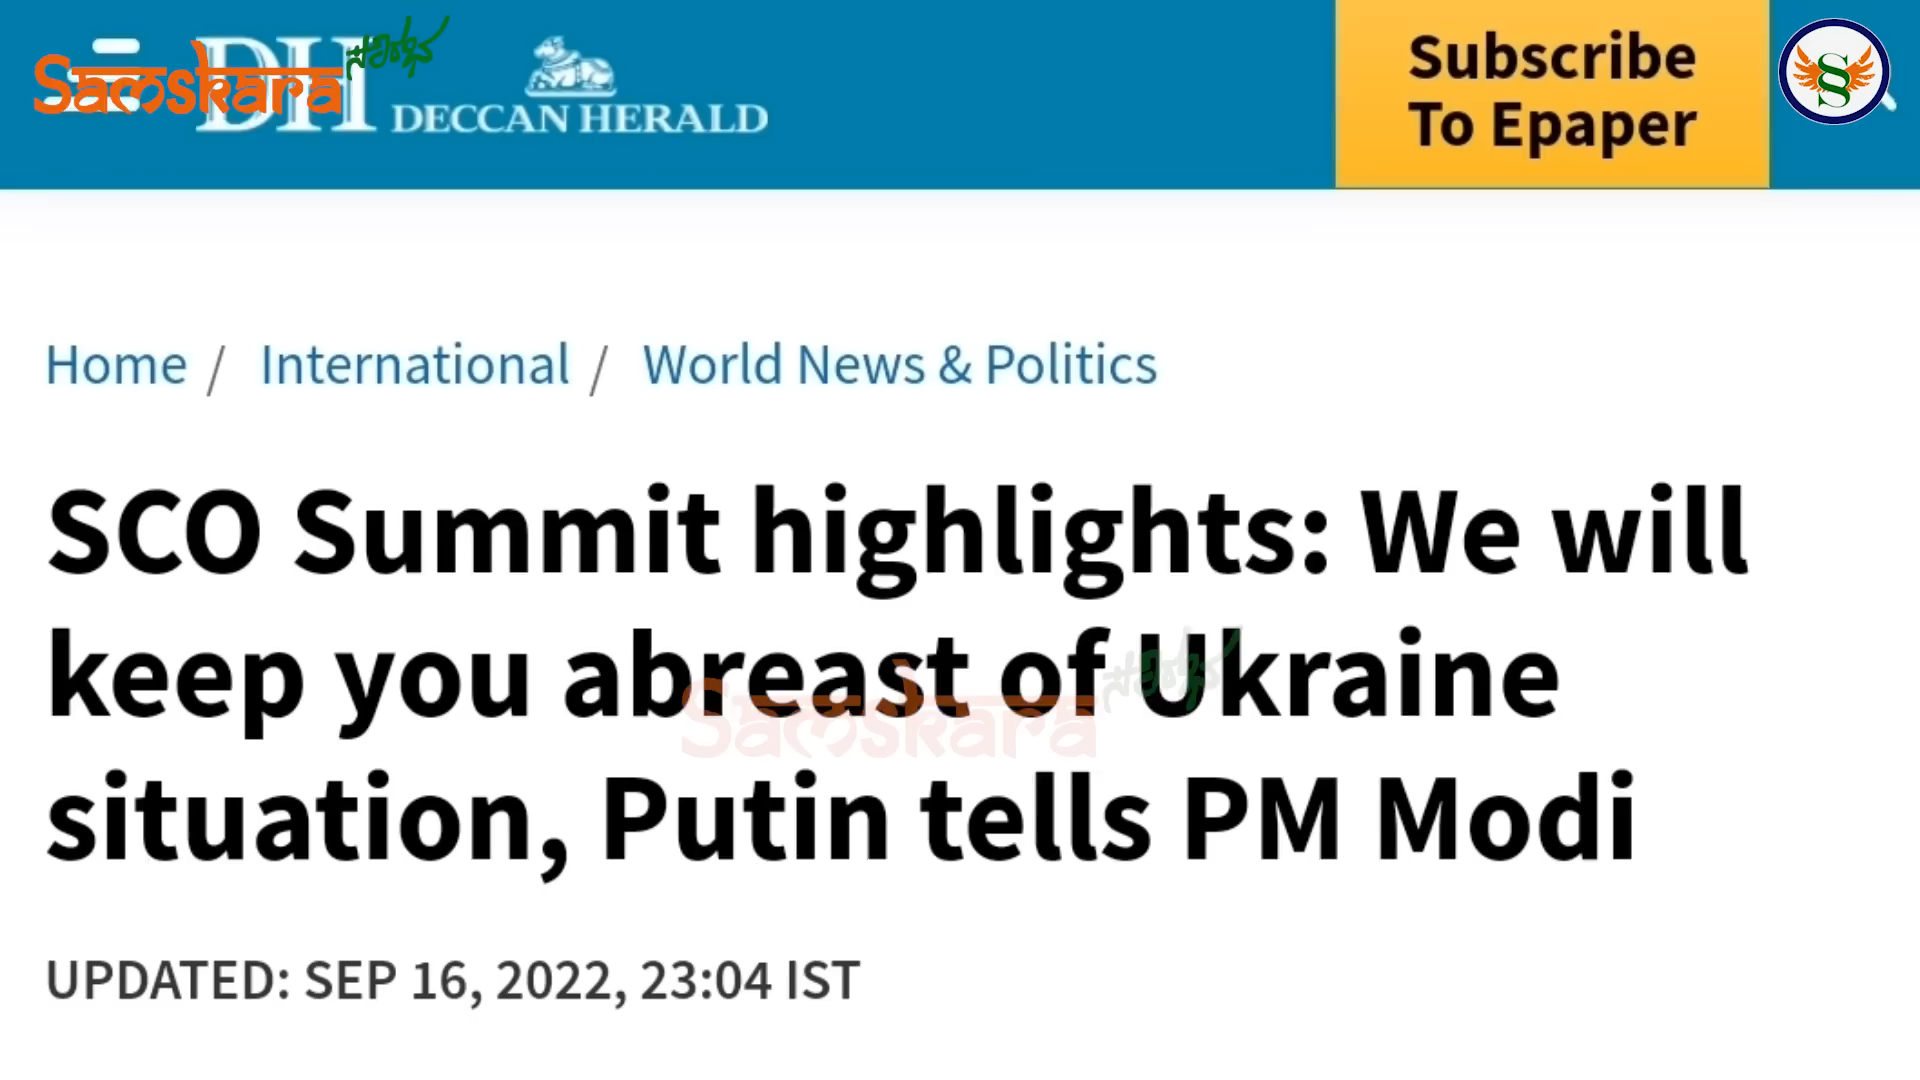 Samskara
DH DECCAN HERALD
Subscribe
To Epaper
S
Home / International / World News & Politics
SCO Summit highlights: We will
keep you abreast of Ukraine
situation, Putin tells PM Modi
Samskara
UPDATED: SEP 16, 2022, 23:04 IST